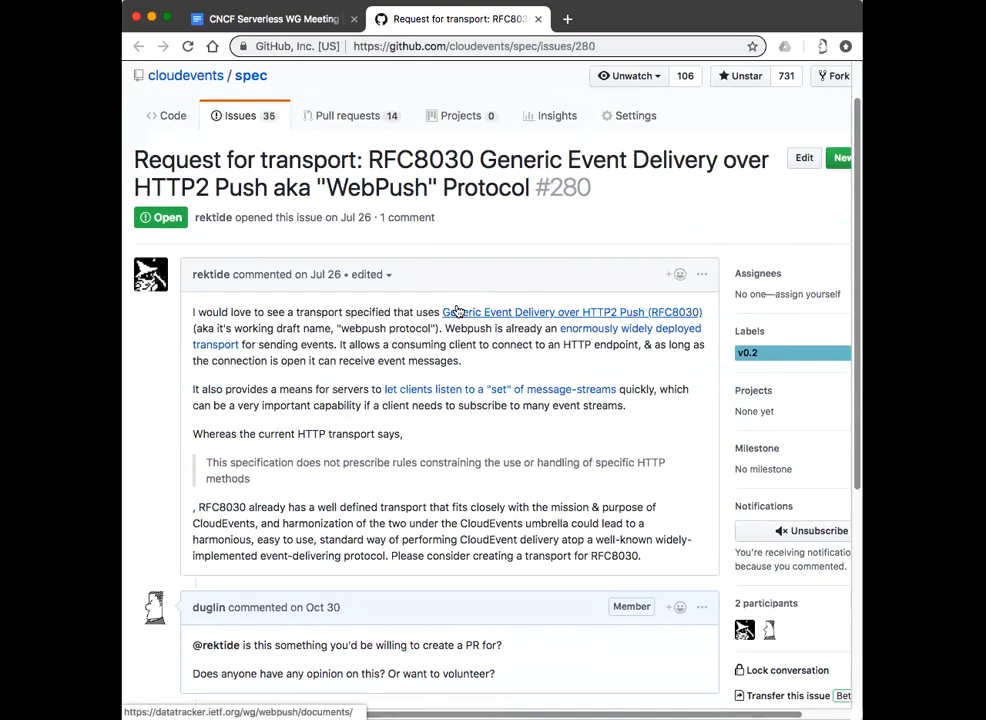 CNCF Serverless WG Meeting
Request for transport: RFC803
GitHub, Inc. [US] https://github.com/cloudevents/spec/issues/280
cloudevents / spec
Unwatch 106 Unstar 731 Fork
Code Issues 35 Pull requests 14 Projects 0 Insights Settings
Request for transport: RFC8030 Generic Event Delivery over
HTTP2 Push aka "WebPush" Protocol #280
Edit New
Open rektide opened this issue on Jul 26 · 1 comment
rektide commented on Jul 26 • edited
I would love to see a transport specified that uses Generic Event Delivery over HTTP2 Push (RFC8030)
(aka it's working draft name, "webpush protocol"). Webpush is already an enormously widely deployed
transport for sending events. It allows a consuming client to connect to an HTTP endpoint, & as long as
the connection is open it can receive event messages.
It also provides a means for servers to let clients listen to a "set" of message-streams quickly, which
can be a very important capability if a client needs to subscribe to many event streams.
Whereas the current HTTP transport says,
This specification does not prescribe rules constraining the use or handling of specific HTTP
methods
, RFC8030 already has a well defined transport that fits closely with the mission & purpose of
CloudEvents, and harmonization of the two under the CloudEvents umbrella could lead to a
harmonious, easy to use, standard way of performing CloudEvent delivery atop a well-known widely-
implemented event-delivering protocol. Please consider creating a transport for RFC8030.
duglin commented on Oct 30 Member
@rektide is this something you'd be willing to create a PR for?
Does anyone have any opinion on this? Or want to volunteer?
Assignees
No one—assign yourself
Labels
v0.2
Projects
None yet
Milestone
No milestone
Notifications
Unsubscribe
You're receiving notificatio
because you commented.
2 participants
Lock conversation
Transfer this issue Bet
https://datatracker.ietf.org/wg/webpush/documents/